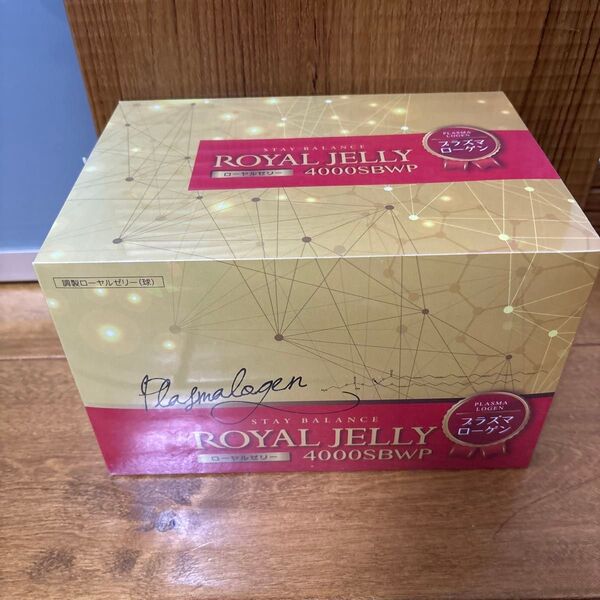 STAY BALANCE
ROYAL JELLY
ローヤルゼリー 4000SBWP
PLASMA
LOGEN
プラズマ
ローゲン
調製ローヤルゼリー(球)
Plasmalogen
STAY BALANCE
ROYAL JELLY
ローヤルゼリー 4000SBWP
PLASMA
LOGEN
プラズマ
ローゲン